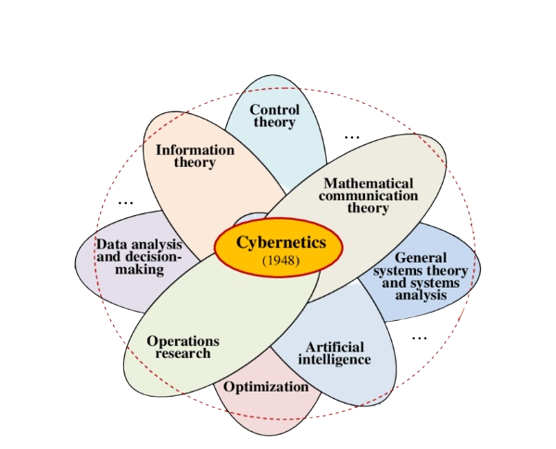 Control
theory
...
Information
theory
Mathematical
communication
theory
...
Cybernetics
(1948)
Data analysis
and decision-
making
General
systems theory
and systems
analysis
...
Operations
research
Artificial
intelligence
Optimization